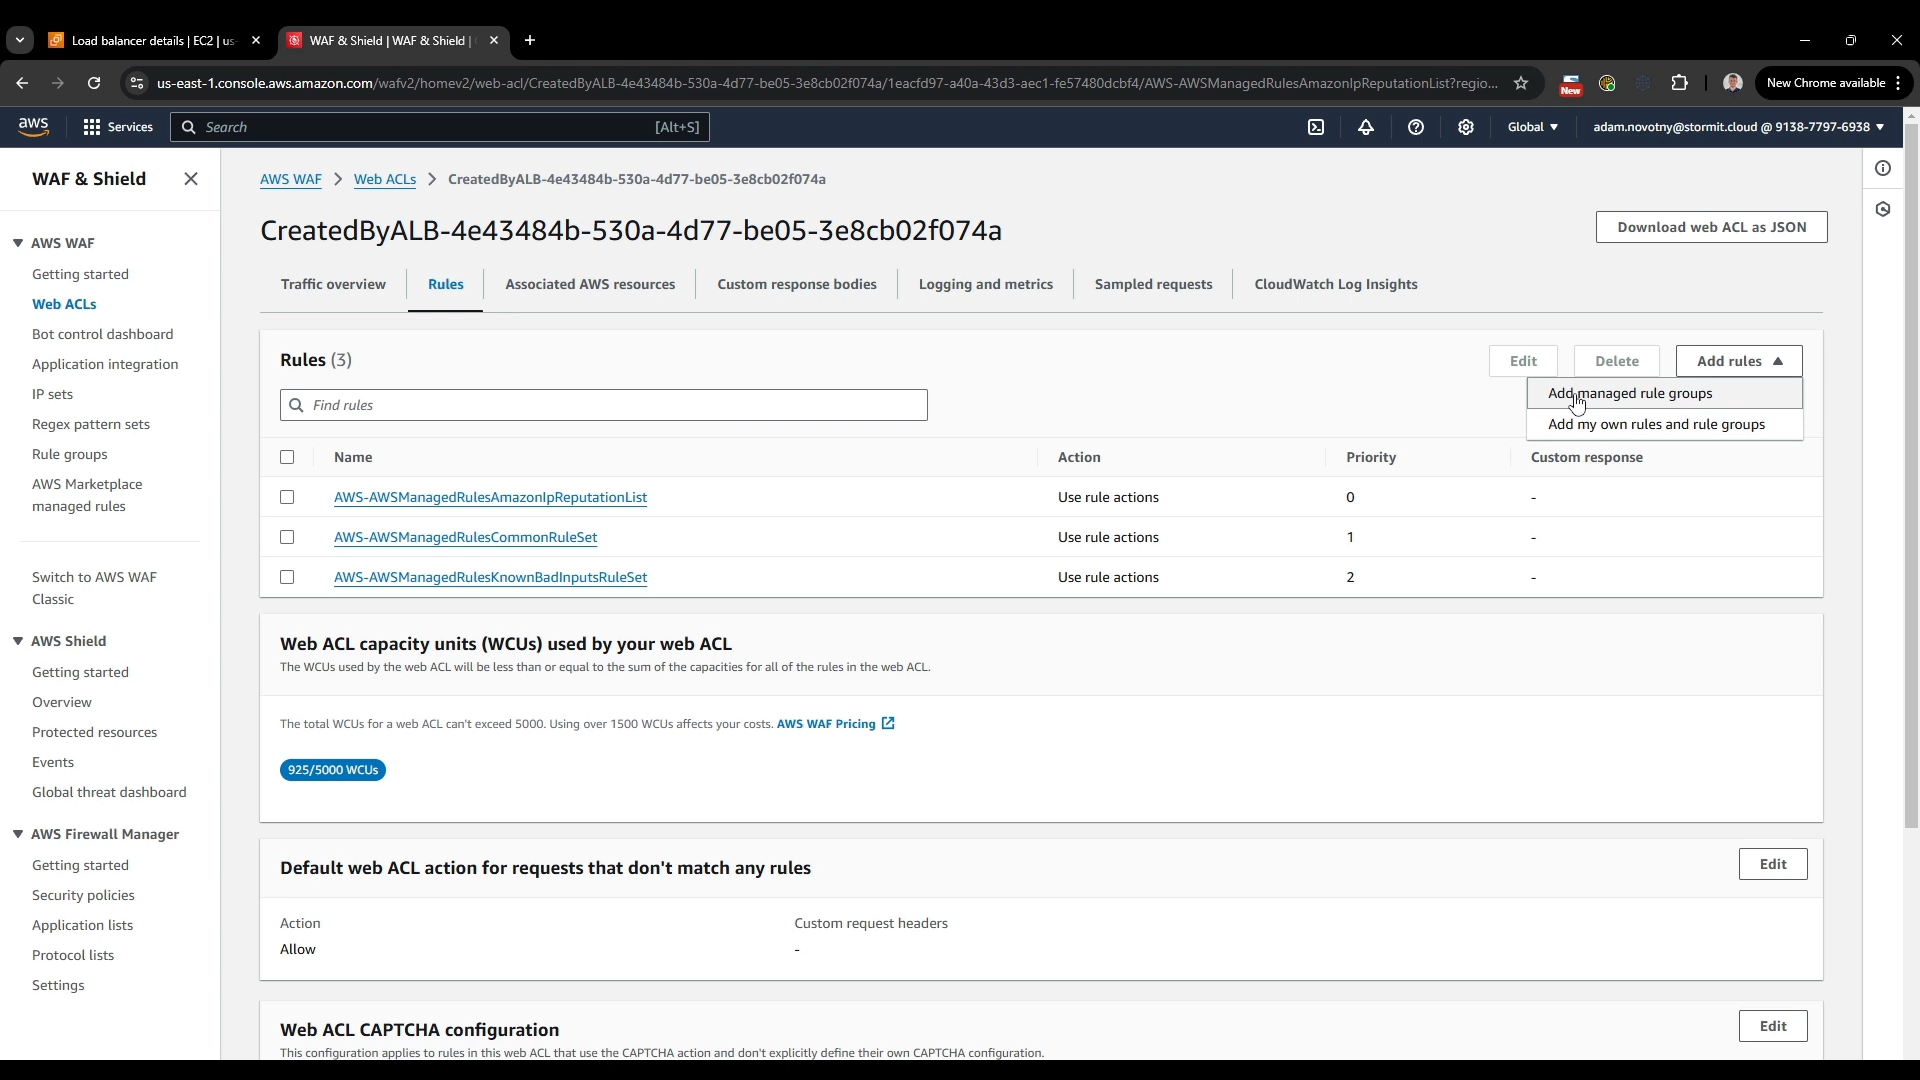 Load balancer details | EC2 | us-
WAF & Shield | WAF & Shield |
us-east-1.console.aws.amazon.com/wafv2/homev2/web-acl/CreatedByALB-4e43484b-530a-4d77-be05-3e8cb02f074a/1eacfd97-a40a-43d3-aec1-fe57480dcbf4/AWS-AWSManagedRulesAmazonIpReputationList?regio...
New
New Chrome available
aws
Services
Search
[Alt+S]
Global
adam.novotny@stormit.cloud @ 9138-7797-6938
WAF & Shield
AWS WAF
Getting started
Web ACLs
Bot control dashboard
Application integration
IP sets
Regex pattern sets
Rule groups
AWS Marketplace
managed rules
Switch to AWS WAF
Classic
AWS Shield
Getting started
Overview
Protected resources
Events
Global threat dashboard
AWS Firewall Manager
Getting started
Security policies
Application lists
Protocol lists
Settings
AWS WAF > Web ACLs > CreatedByALB-4e43484b-530a-4d77-be05-3e8cb02f074a
CreatedByALB-4e43484b-530a-4d77-be05-3e8cb02f074a
Download web ACL as JSON
Traffic overview
Rules
Associated AWS resources
Custom response bodies
Logging and metrics
Sampled requests
CloudWatch Log Insights
Rules (3)
Edit
Delete
Add rules
Add managed rule groups
Add my own rules and rule groups
Find rules
Name Action Priority Custom response
AWS-AWSManagedRulesAmazonIpReputationList Use rule actions 0 -
AWS-AWSManagedRulesCommonRuleSet Use rule actions 1 -
AWS-AWSManagedRulesKnownBadInputsRuleSet Use rule actions 2 -
Web ACL capacity units (WCUs) used by your web ACL
The WCUs used by the web ACL will be less than or equal to the sum of the capacities for all of the rules in the web ACL.
The total WCUs for a web ACL can't exceed 5000. Using over 1500 WCUs affects your costs. AWS WAF Pricing
925/5000 WCUs
Default web ACL action for requests that don't match any rules
Edit
Action
Allow
Custom request headers
-
Web ACL CAPTCHA configuration
Edit
This configuration applies to rules in this web ACL that use the CAPTCHA action and don't explicitly define their own CAPTCHA configuration.